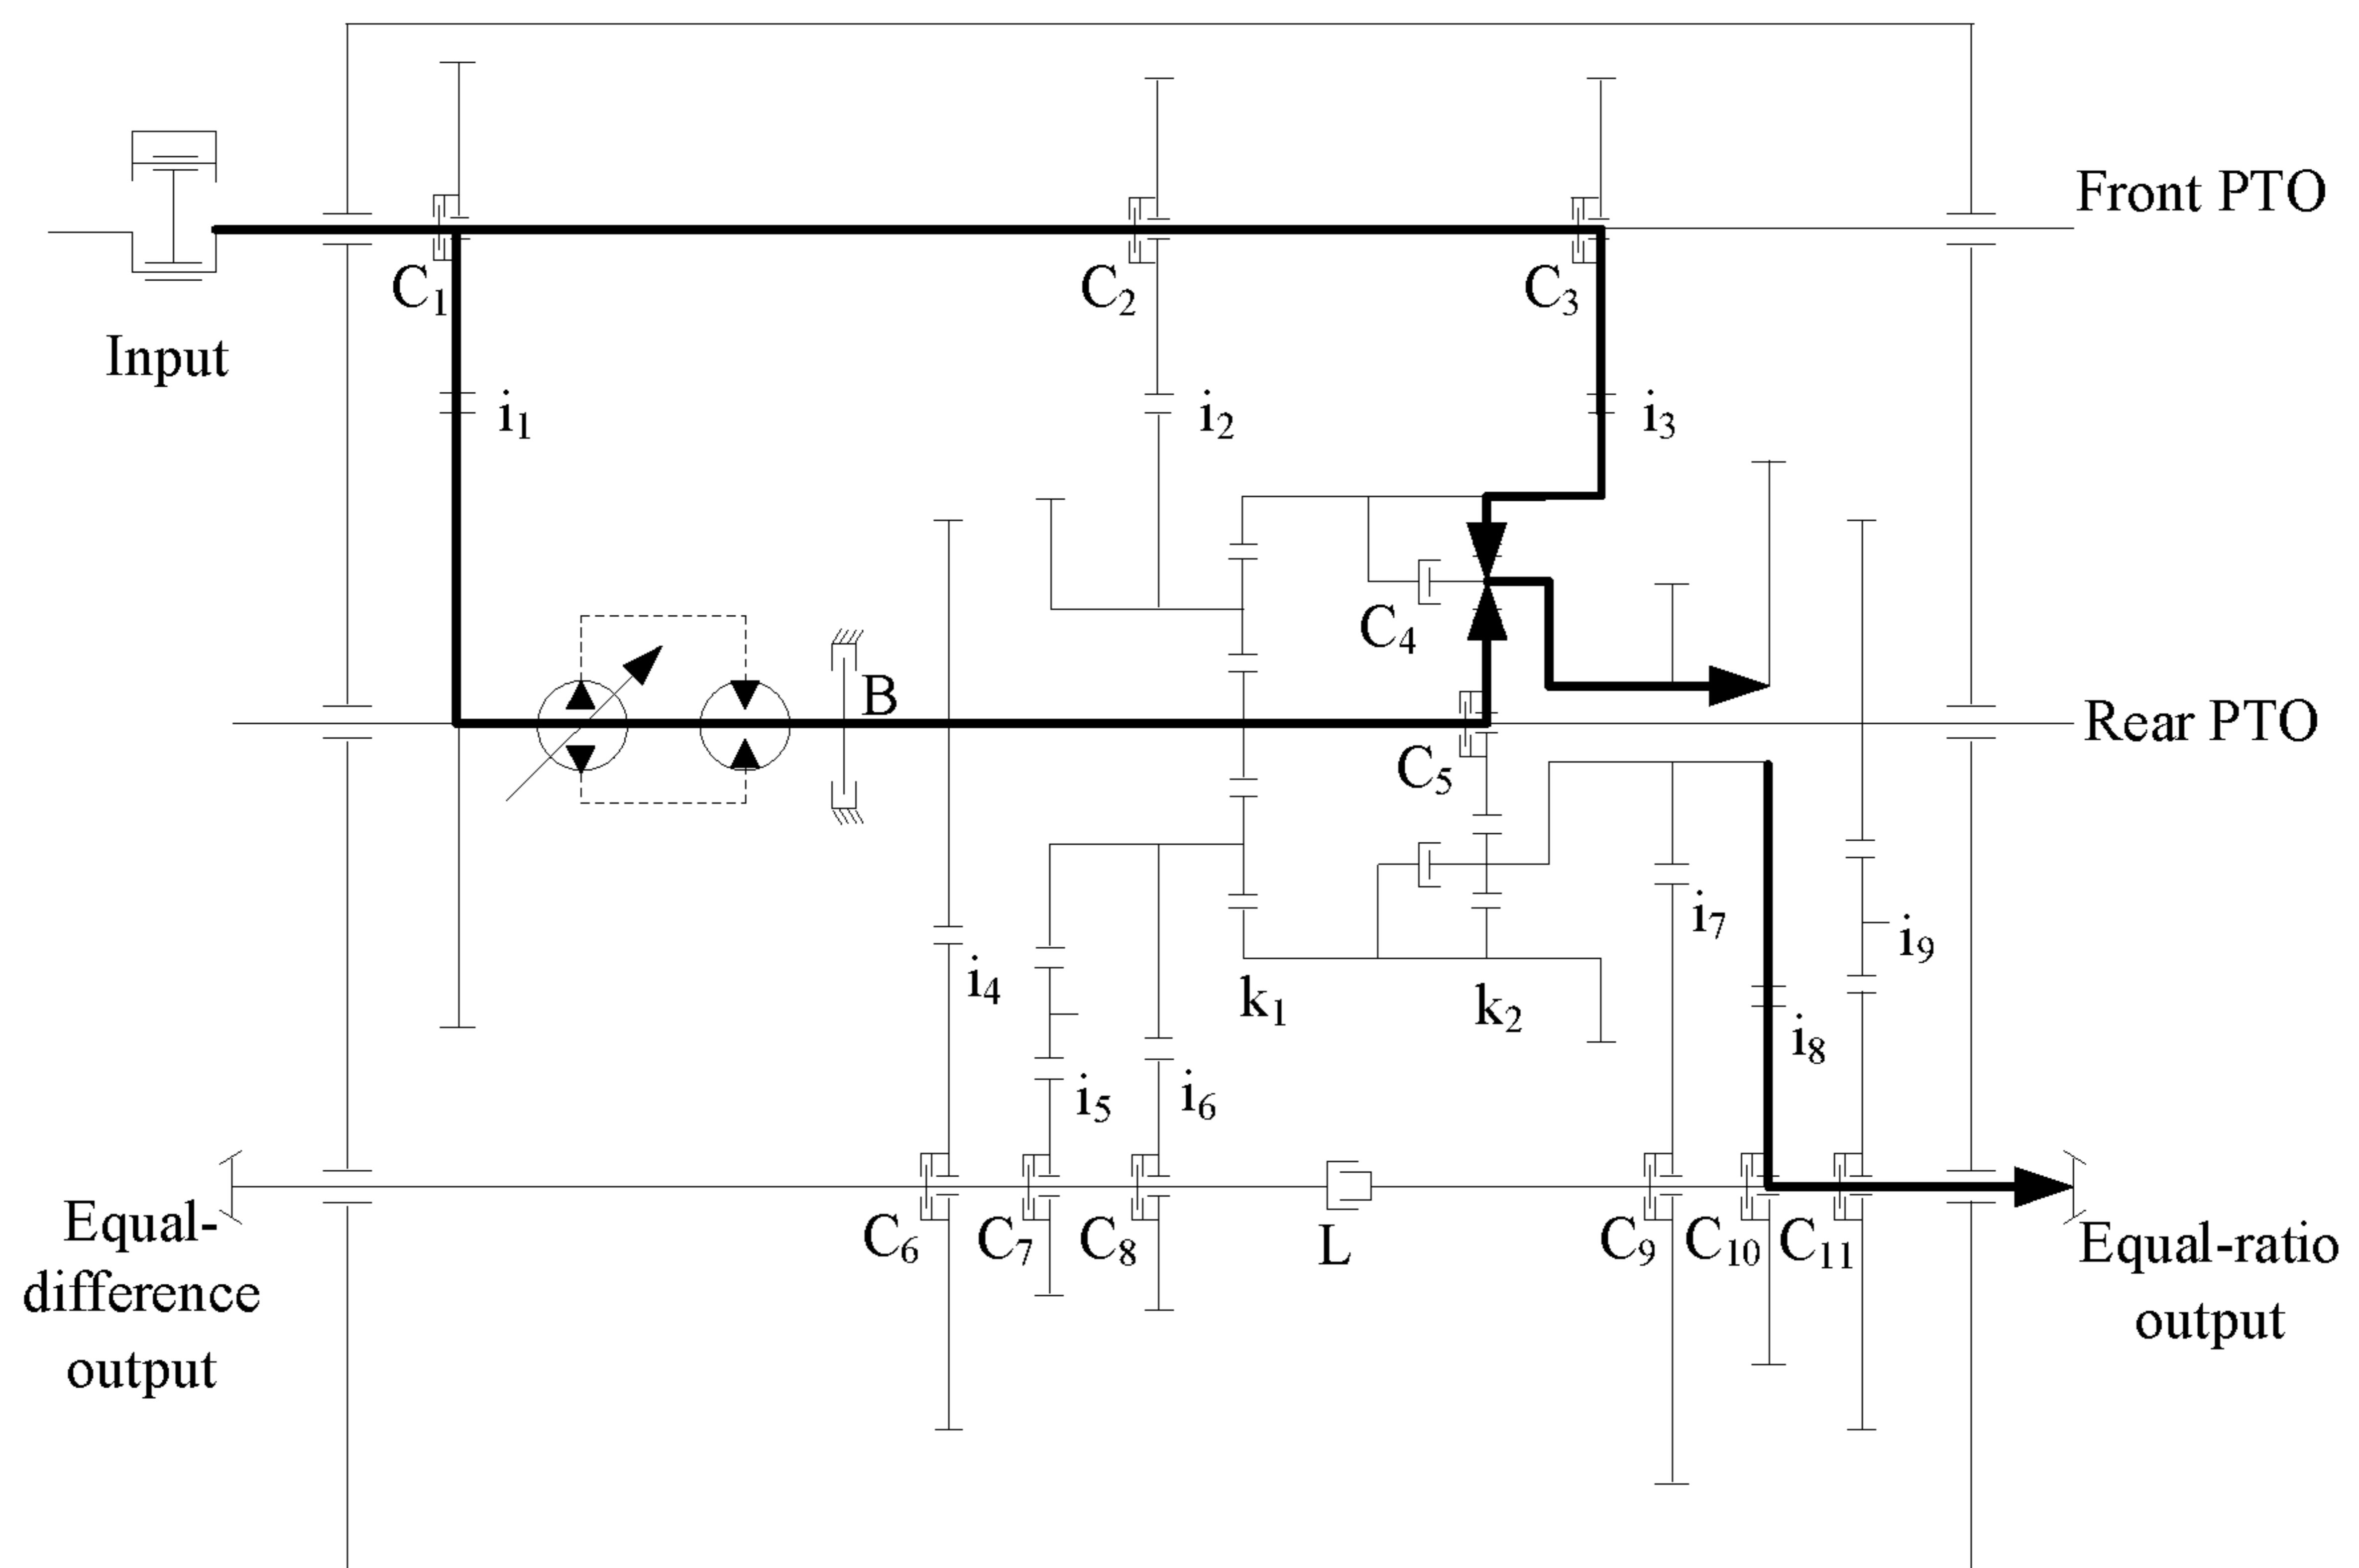 Front PTO
C1
C2
C3
Input
i1
i2
i3
C4
B
Rear PTO
C5
i7
i9
i4
k1
k2
i8
i5
i6
Equal-
difference
output
C6
C7
C8
L
C9
C10
C11
Equal-ratio
output